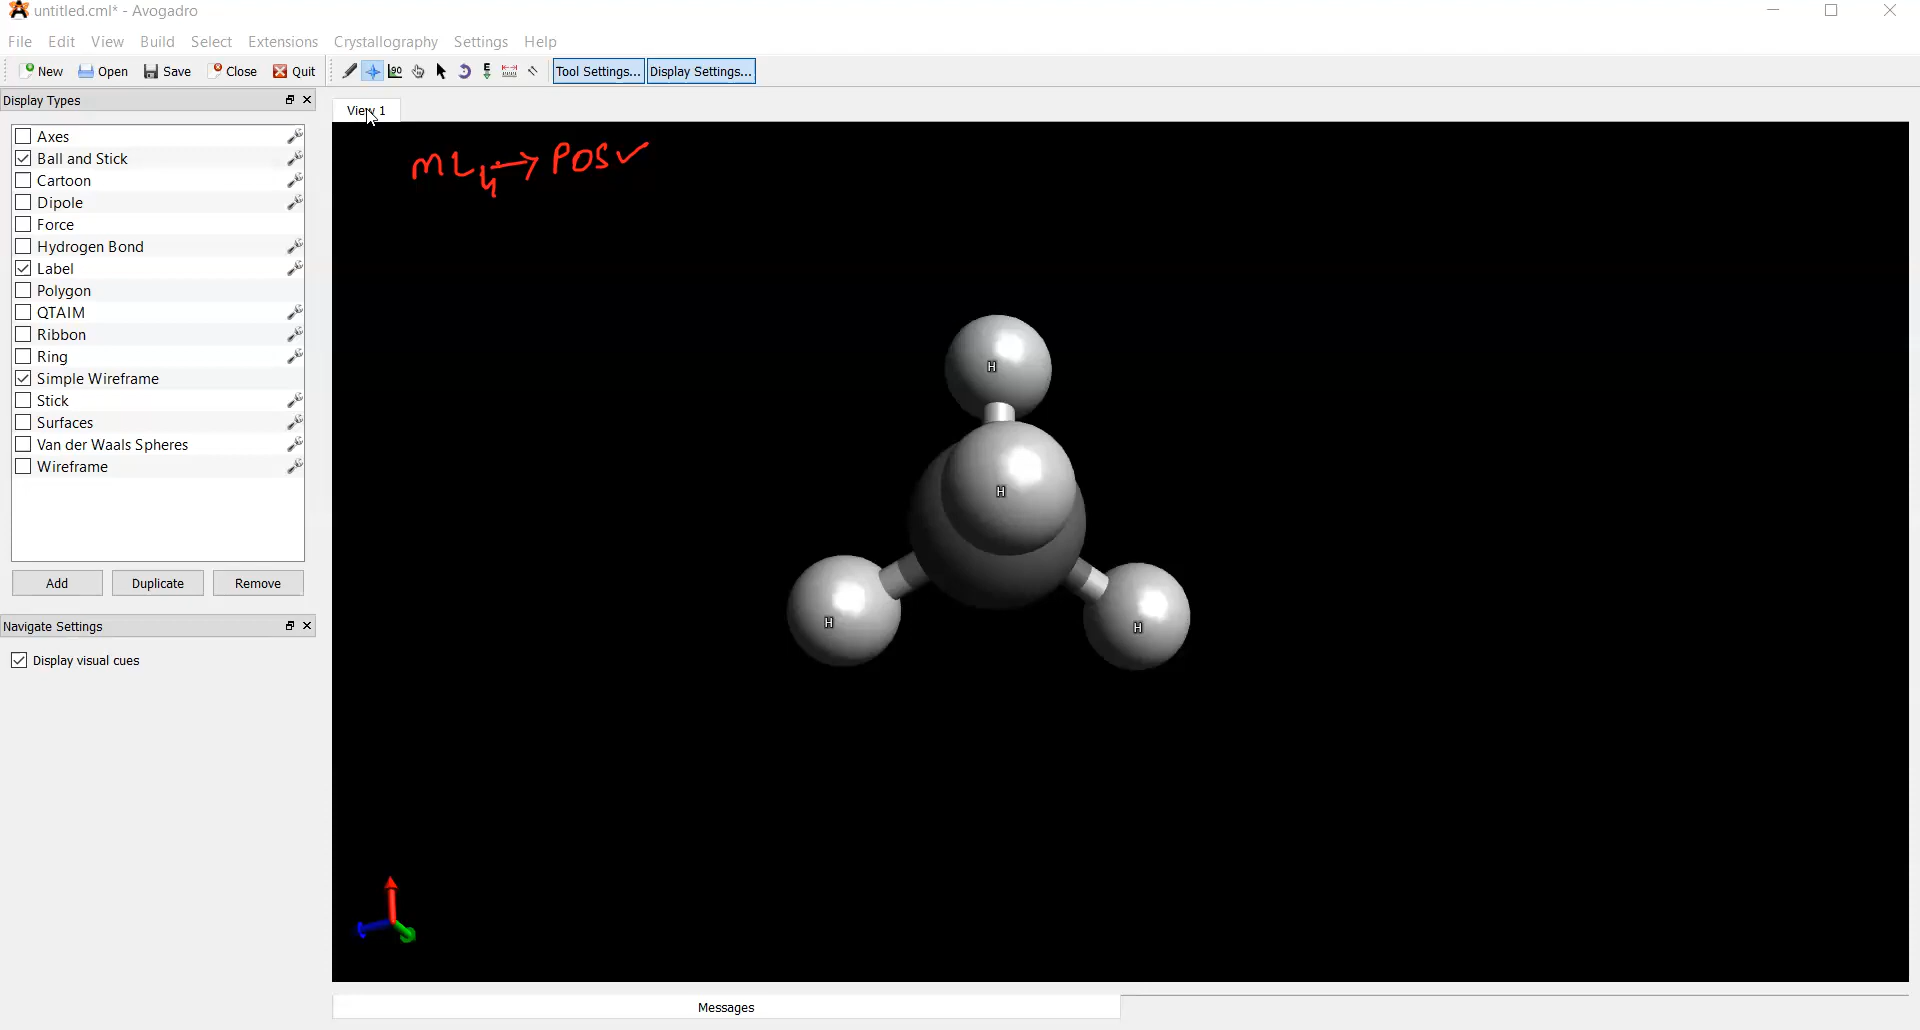 untitled.cml* - Avogadro
File Edit View Build Select Extensions Crystallography Settings Help
New Open Save Close Quit 90 E Tool Settings... Display Settings...
Display Types
View 1
Axes
Ball and Stick
Cartoon
Dipole
Force
Hydrogen Bond
Label
Polygon
QTAIM
Ribbon
Ring
Simple Wireframe
Stick
Surfaces
Van der Waals Spheres
Wireframe
Add Duplicate Remove
Navigate Settings
Display visual cues
ML4 → POS✓
H
H
H
H
Messages